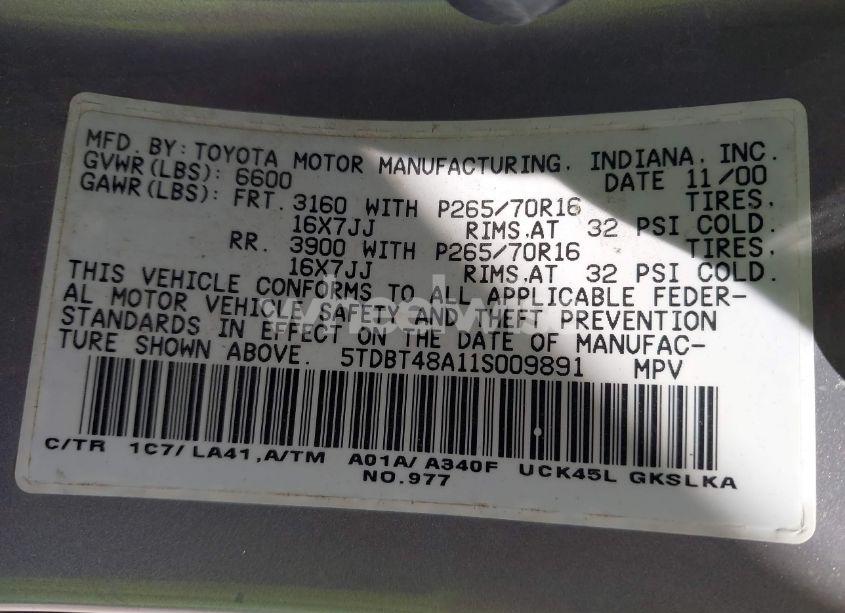 MFD. BY: TOYOTA MOTOR MANUFACTURING, INDIANA, INC.
GVWR(LBS): 6600 DATE 11/00
GAWR(LBS): FRT. 3160 WITH P265/70R16 TIRES,
16X7JJ RIMS,AT 32 PSI COLD.
RR. 3900 WITH P265/70R16 TIRES,
16X7JJ RIMS,AT 32 PSI COLD.
THIS VEHICLE CONFORMS TO ALL APPLICABLE FEDER-
AL MOTOR VEHICLE SAFETY AND THEFT PREVENTION
STANDARDS IN EFFECT ON THE DATE OF MANUFAC-
TURE SHOWN ABOVE. 5TDBT48A11S009891 MPV
C/TR 1C7/ LA41,A/TM A01A/ A340F UCK45L GKSLKA
NO.977